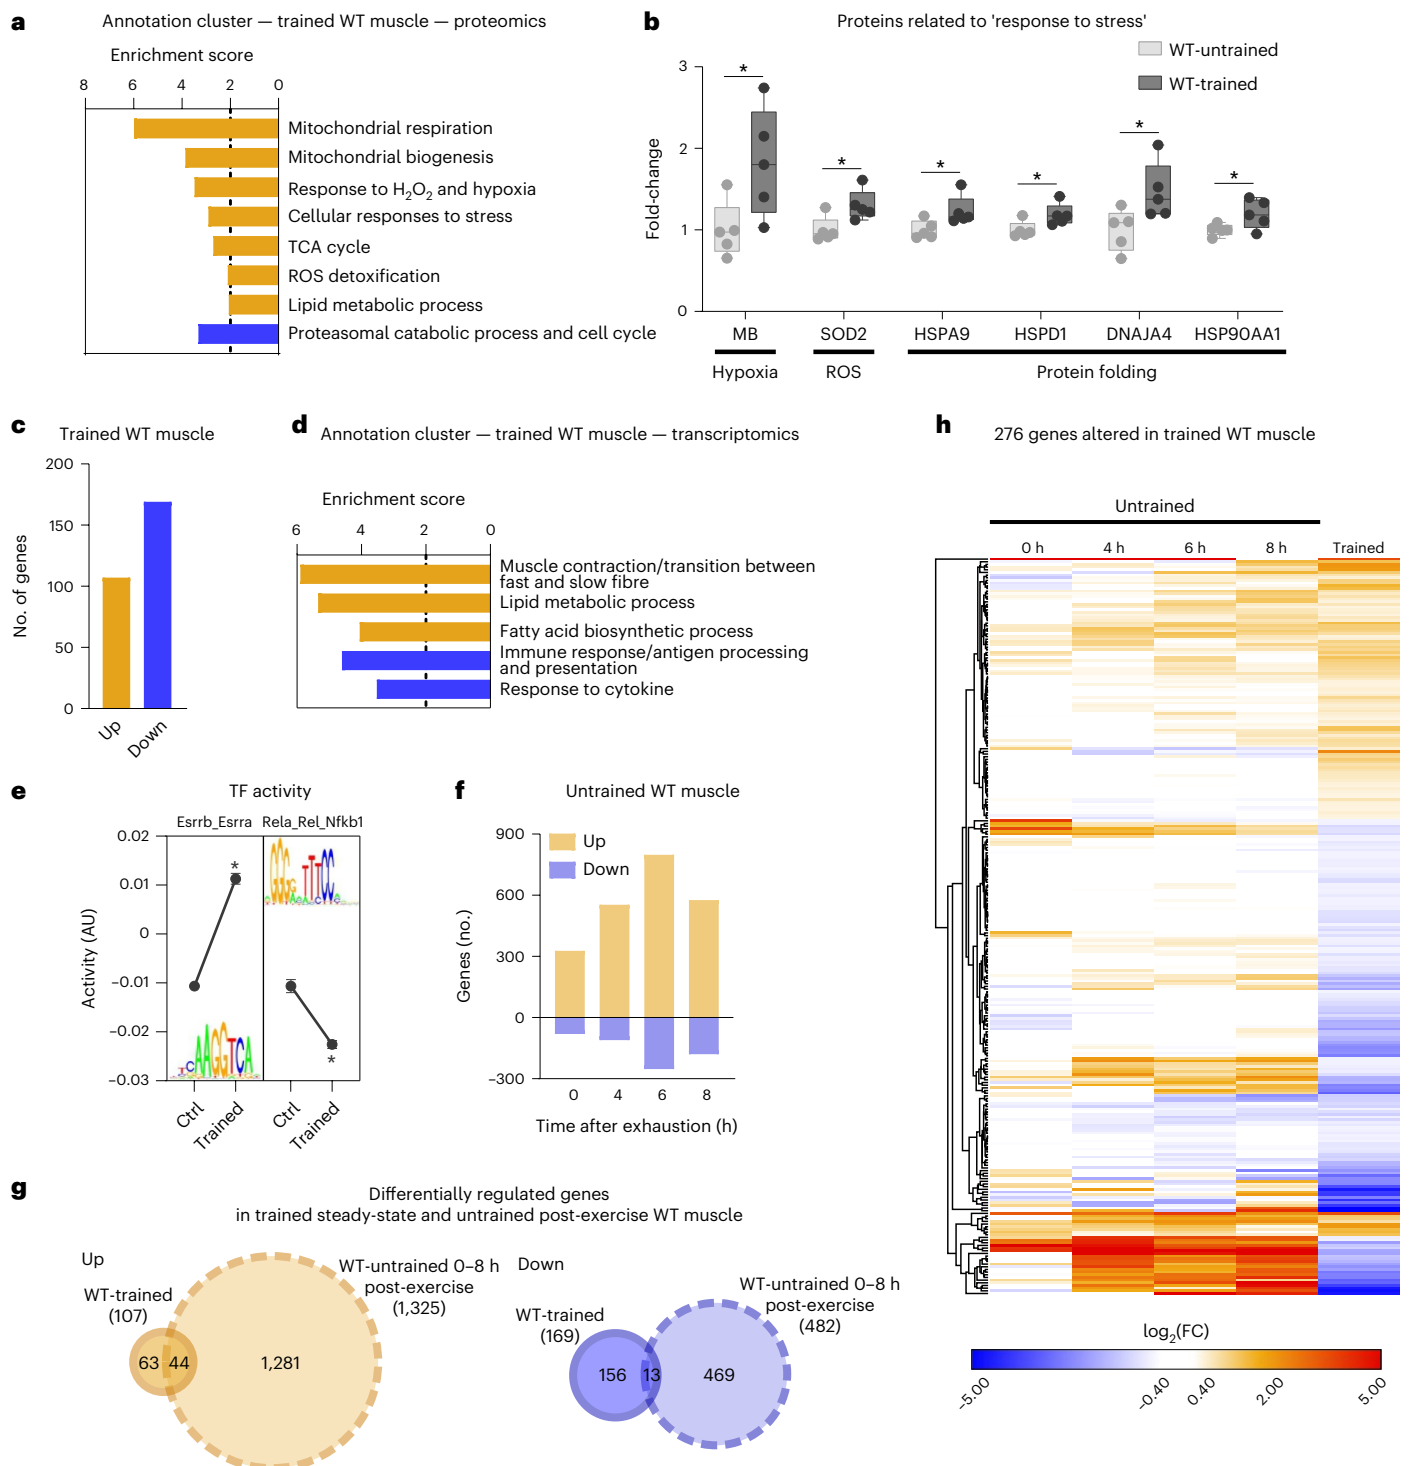 a
Annotation cluster — trained WT muscle — proteomics
Enrichment score
8 6 4 2 0
Mitochondrial respiration
Mitochondrial biogenesis
Response to H2O2 and hypoxia
Cellular responses to stress
TCA cycle
ROS detoxification
Lipid metabolic process
Proteasomal catabolic process and cell cycle
b
Proteins related to 'response to stress'
WT-untrained
WT-trained
Fold-change
3
2
1
0
* * * * * *
MB SOD2 HSPA9 HSPD1 DNAJA4 HSP90AA1
Hypoxia ROS Protein folding
c
Trained WT muscle
No. of genes
200
150
100
50
0
Up Down
d
Annotation cluster — trained WT muscle — transcriptomics
Enrichment score
6 4 2 0
Muscle contraction/transition between
fast and slow fibre
Lipid metabolic process
Fatty acid biosynthetic process
Immune response/antigen processing
and presentation
Response to cytokine
e
TF activity
Esrrb_Esrra Rela_Rel_Nfkb1
Activity (AU)
0.02
0.01
0
–0.01
–0.02
–0.03
*
*
Ctrl Trained Ctrl Trained
f
Untrained WT muscle
Up
Down
Genes (no.)
900
600
300
0
–300
0 4 6 8
Time after exhaustion (h)
g
Differentially regulated genes
in trained steady-state and untrained post-exercise WT muscle
Up
WT-trained
(107)
WT-untrained 0–8 h
post-exercise
(1,325)
63 44 1,281
Down
WT-trained
(169)
WT-untrained 0–8 h
post-exercise
(482)
156 13 469
h
276 genes altered in trained WT muscle
Untrained
0 h 4 h 6 h 8 h Trained
log2(FC)
–5.00 –0.40 0.40 2.00 5.00